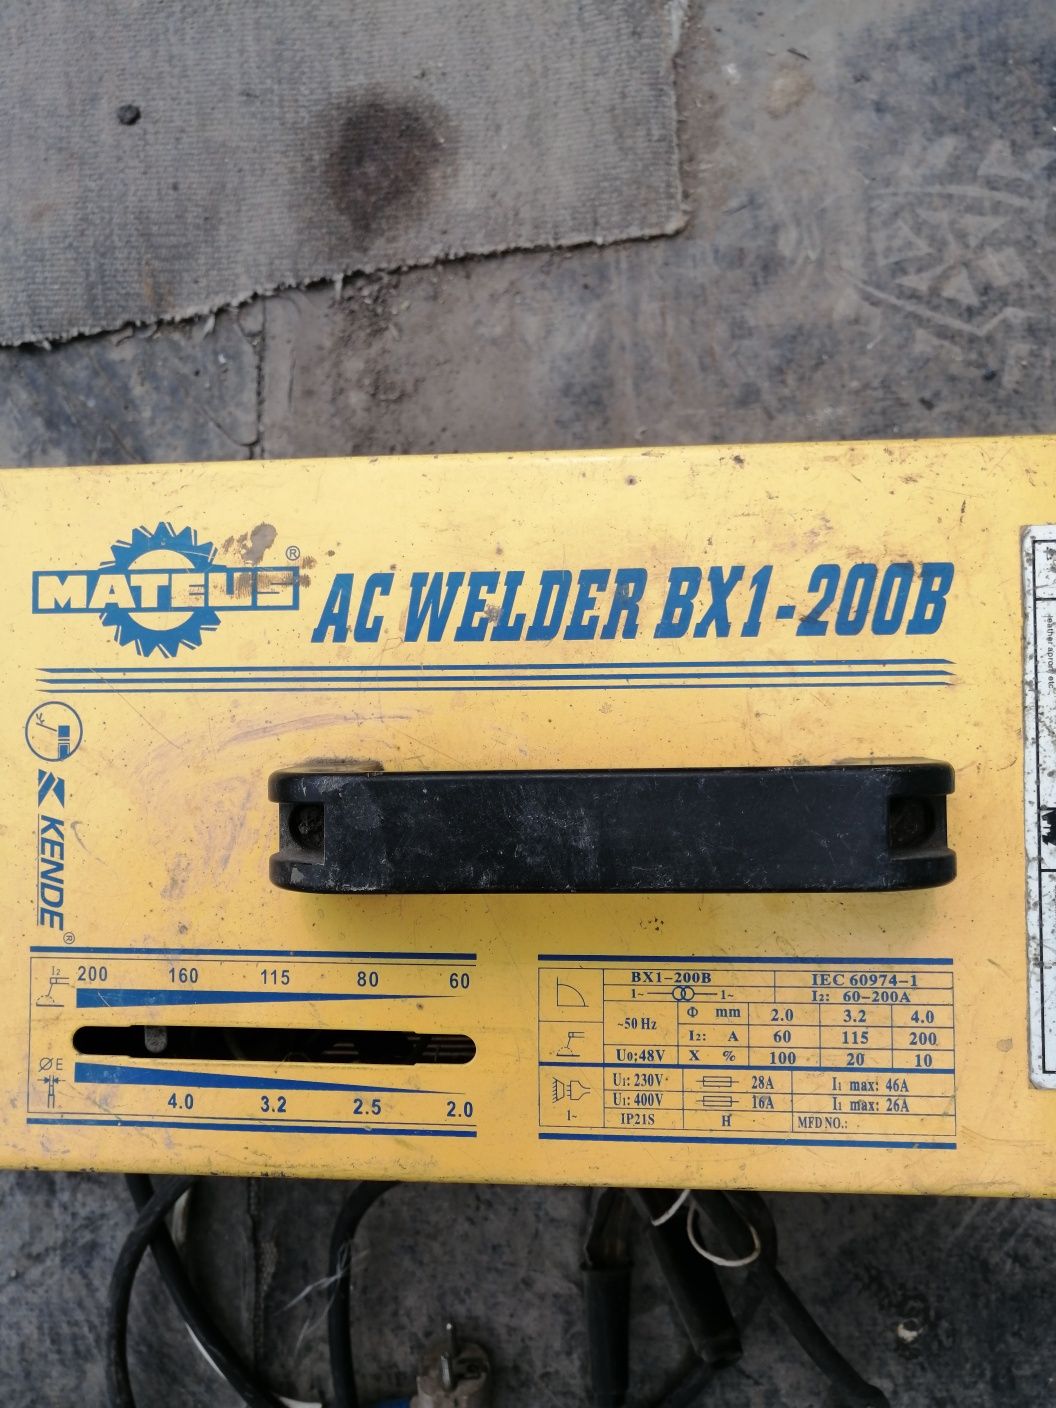 MATEUS®
AC WELDER BX1-200B
KENDE®
I₂ 200 160 115 80 60
ØE
4.0 3.2 2.5 2.0
BX1-200B IEC 60974-1
1~ 1~ I₂: 60-200A
~50 Hz Φ mm 2.0 3.2 4.0
I₂: A 60 115 200
U₀:48V X % 100 20 10
U₁: 230V 28A I₁ max: 46A
U₁: 400V 16A I₁ max: 26A
1~ IP21S H MFD NO.:
leather apron, etc.